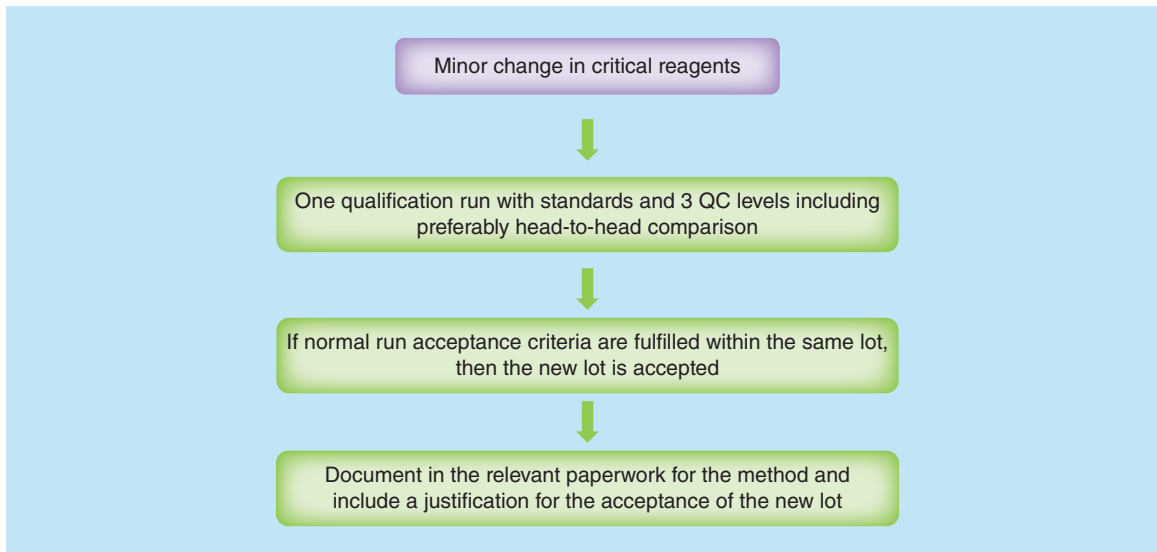 Minor change in critical reagents
One qualification run with standards and 3 QC levels including
preferably head-to-head comparison
If normal run acceptance criteria are fulfilled within the same lot,
then the new lot is accepted
Document in the relevant paperwork for the method and
include a justification for the acceptance of the new lot